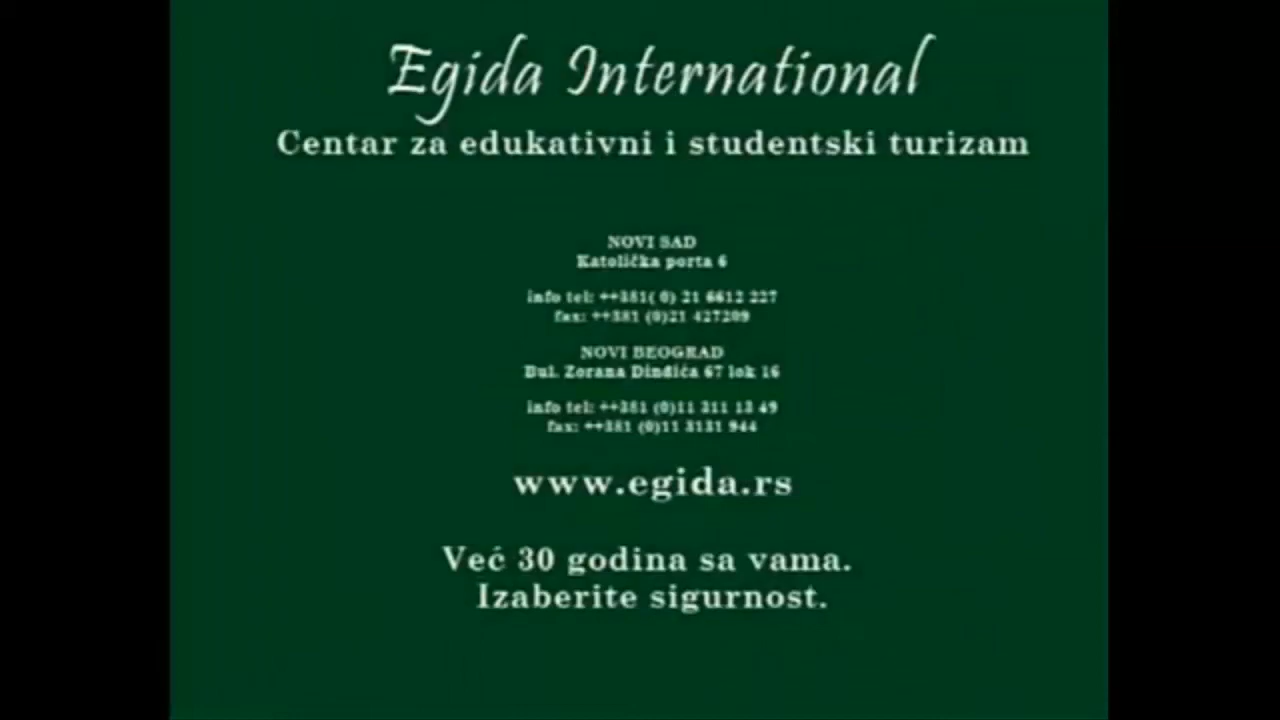 Egida International
Centar za edukativni i studentski turizam
NOVI SAD
Katolička porta 6
info tel: ++381( 0) 21 6612 227
fax: ++381 (0)21 427209
NOVI BEOGRAD
Bul. Zorana Dinđića 67 lok 16
info tel: ++381 (0)11 311 13 49
fax: ++381 (0)11 3131 944
www.egida.rs
Već 30 godina sa vama.
Izaberite sigurnost.